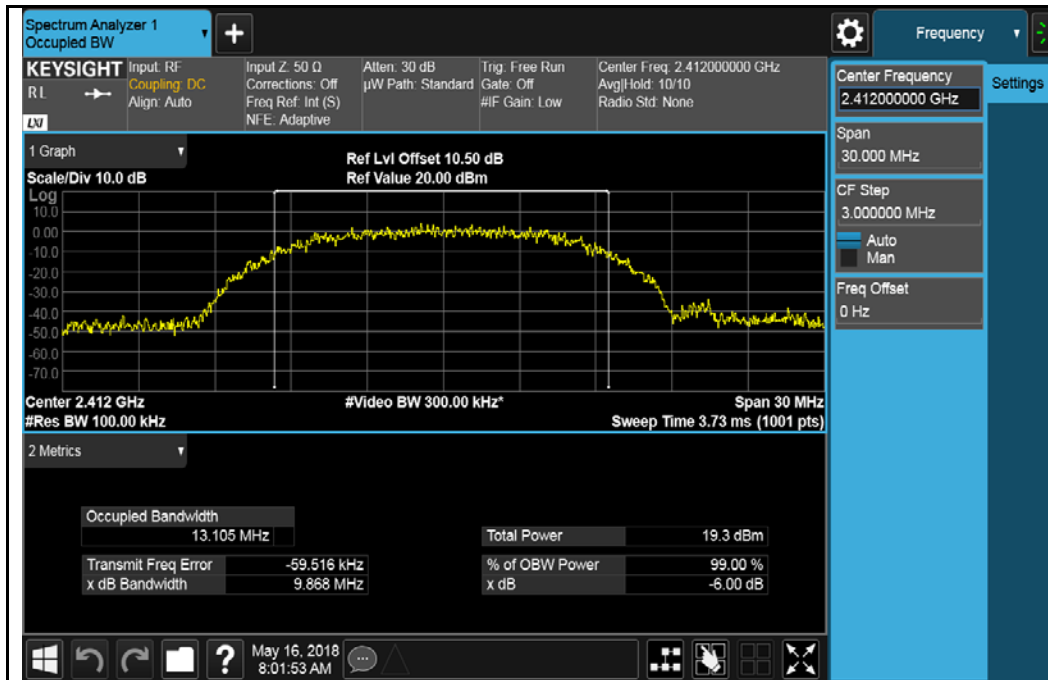 Spectrum Analyzer 1
Occupied BW
+
Frequency
KEYSIGHT
RL
LXI
Input: RF
Coupling: DC
Align: Auto
Input Z: 50 Ω
Corrections: Off
Freq Ref: Int (S)
NFE: Adaptive
Atten: 30 dB
µW Path: Standard
Trig: Free Run
Gate: Off
#IF Gain: Low
Center Freq: 2.412000000 GHz
Avg|Hold: 10/10
Radio Std: None
Center Frequency
2.412000000 GHz
Settings
Span
30.000 MHz
CF Step
3.000000 MHz
Auto
Man
Freq Offset
0 Hz
1 Graph
Scale/Div 10.0 dB
Ref Lvl Offset 10.50 dB
Ref Value 20.00 dBm
Log
10.0
0.00
-10.0
-20.0
-30.0
-40.0
-50.0
-60.0
-70.0
Center 2.412 GHz
#Video BW 300.00 kHz*
Span 30 MHz
#Res BW 100.00 kHz
Sweep Time 3.73 ms (1001 pts)
2 Metrics
Occupied Bandwidth
13.105 MHz
Total Power 19.3 dBm
Transmit Freq Error -59.516 kHz
% of OBW Power 99.00 %
x dB Bandwidth 9.868 MHz
x dB -6.00 dB
?
May 16, 2018
8:01:53 AM